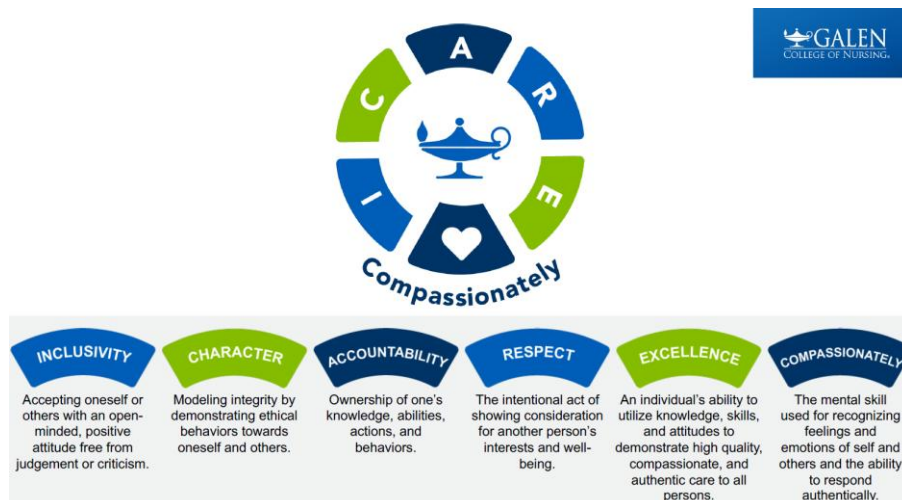 GALEN
COLLEGE OF NURSING®
I
C
A
R
E
Compassionately
INCLUSIVITY
Accepting oneself or
others with an open-
minded, positive
attitude free from
judgement or criticism.
CHARACTER
Modeling integrity by
demonstrating ethical
behaviors towards
oneself and others.
ACCOUNTABILITY
Ownership of one's
knowledge, abilities,
actions, and
behaviors.
RESPECT
The intentional act of
showing consideration
for another person's
interests and well-
being.
EXCELLENCE
An individual's ability to
utilize knowledge, skills,
and attitudes to
demonstrate high quality,
compassionate, and
authentic care to all
persons.
COMPASSIONATELY
The mental skill
used for recognizing
feelings and
emotions of self and
others and the ability
to respond
authentically.